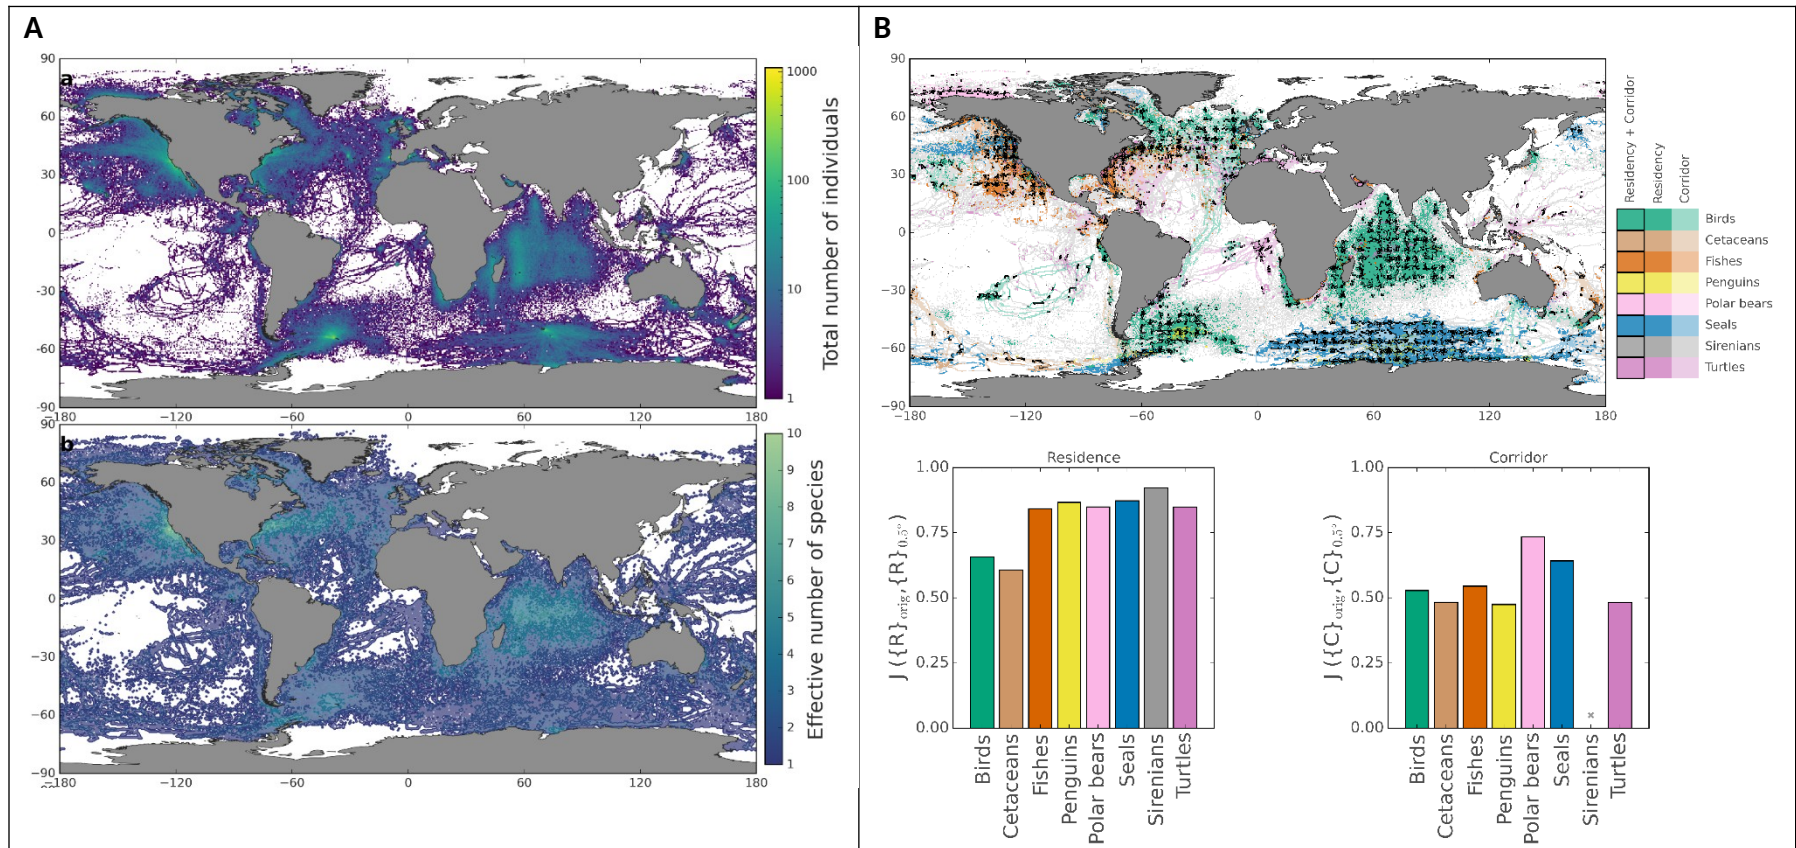 A
a
90
60
30
0
−30
−60
-90
−180
−120
−60
0
60
120
180
1000
100
10
1
Total number of individuals
b
90
60
30
0
−30
−60
−90
−180
−120
−60
0
60
120
180
10
9
8
7
6
5
4
3
2
1
Effective number of species
B
90
60
30
0
−30
−60
−90
−180
−120
−60
0
60
120
180
Residency + Corridor
Residency
Corridor
Birds
Cetaceans
Fishes
Penguins
Polar bears
Seals
Sirenians
Turtles
Residence
1.00
0.75
0.50
0.25
0.00
J ({R}orig, {R}0.5°)
Birds
Cetaceans
Fishes
Penguins
Polar bears
Seals
Sirenians
Turtles
Corridor
1.00
0.75
0.50
0.25
0.00
J ({C}orig, {C}0.5°)
×
Birds
Cetaceans
Fishes
Penguins
Polar bears
Seals
Sirenians
Turtles